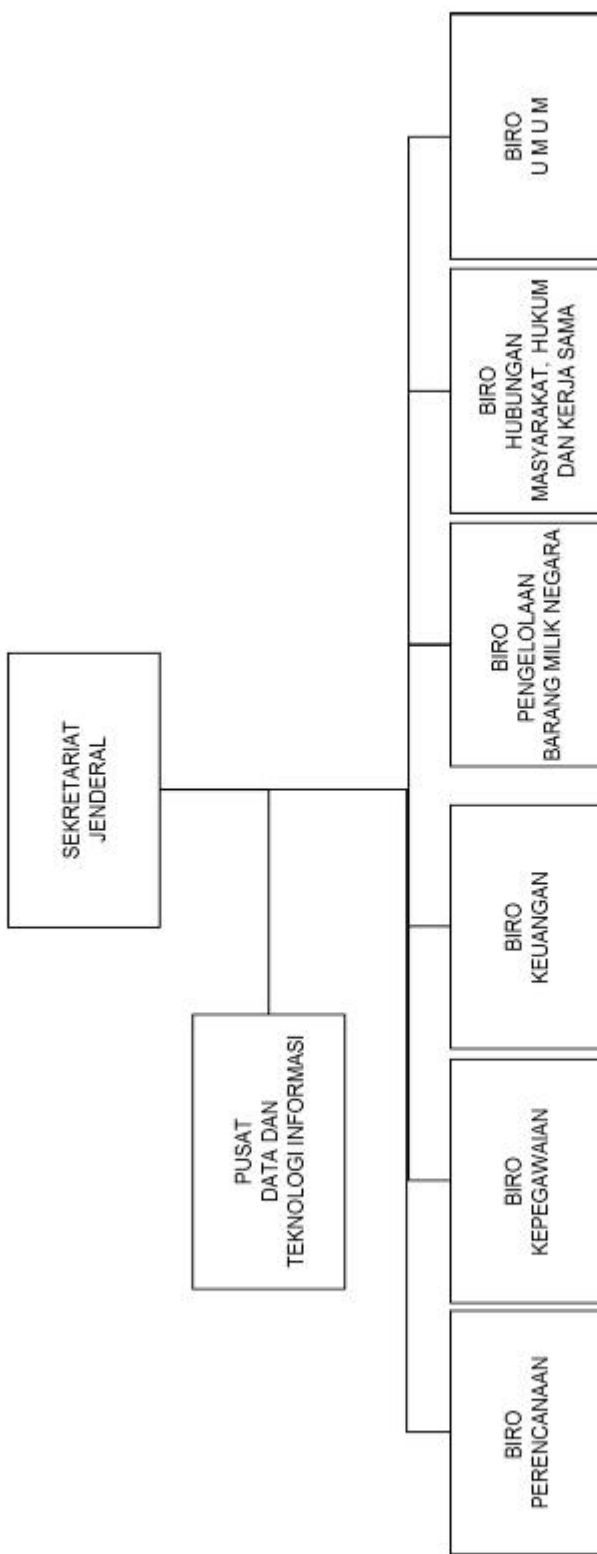 SEKRETARIAT
JENDERAL
PUSAT
DATA DAN
TEKNOLOGI INFORMASI
BIRO
PERENCANAAN
BIRO
KEPEGAWAIAN
BIRO
KEUANGAN
BIRO
PENGELOLAAN
BARANG MILIK NEGARA
BIRO
HUBUNGAN
MASYARAKAT, HUKUM
DAN KERJA SAMA
BIRO
U M U M